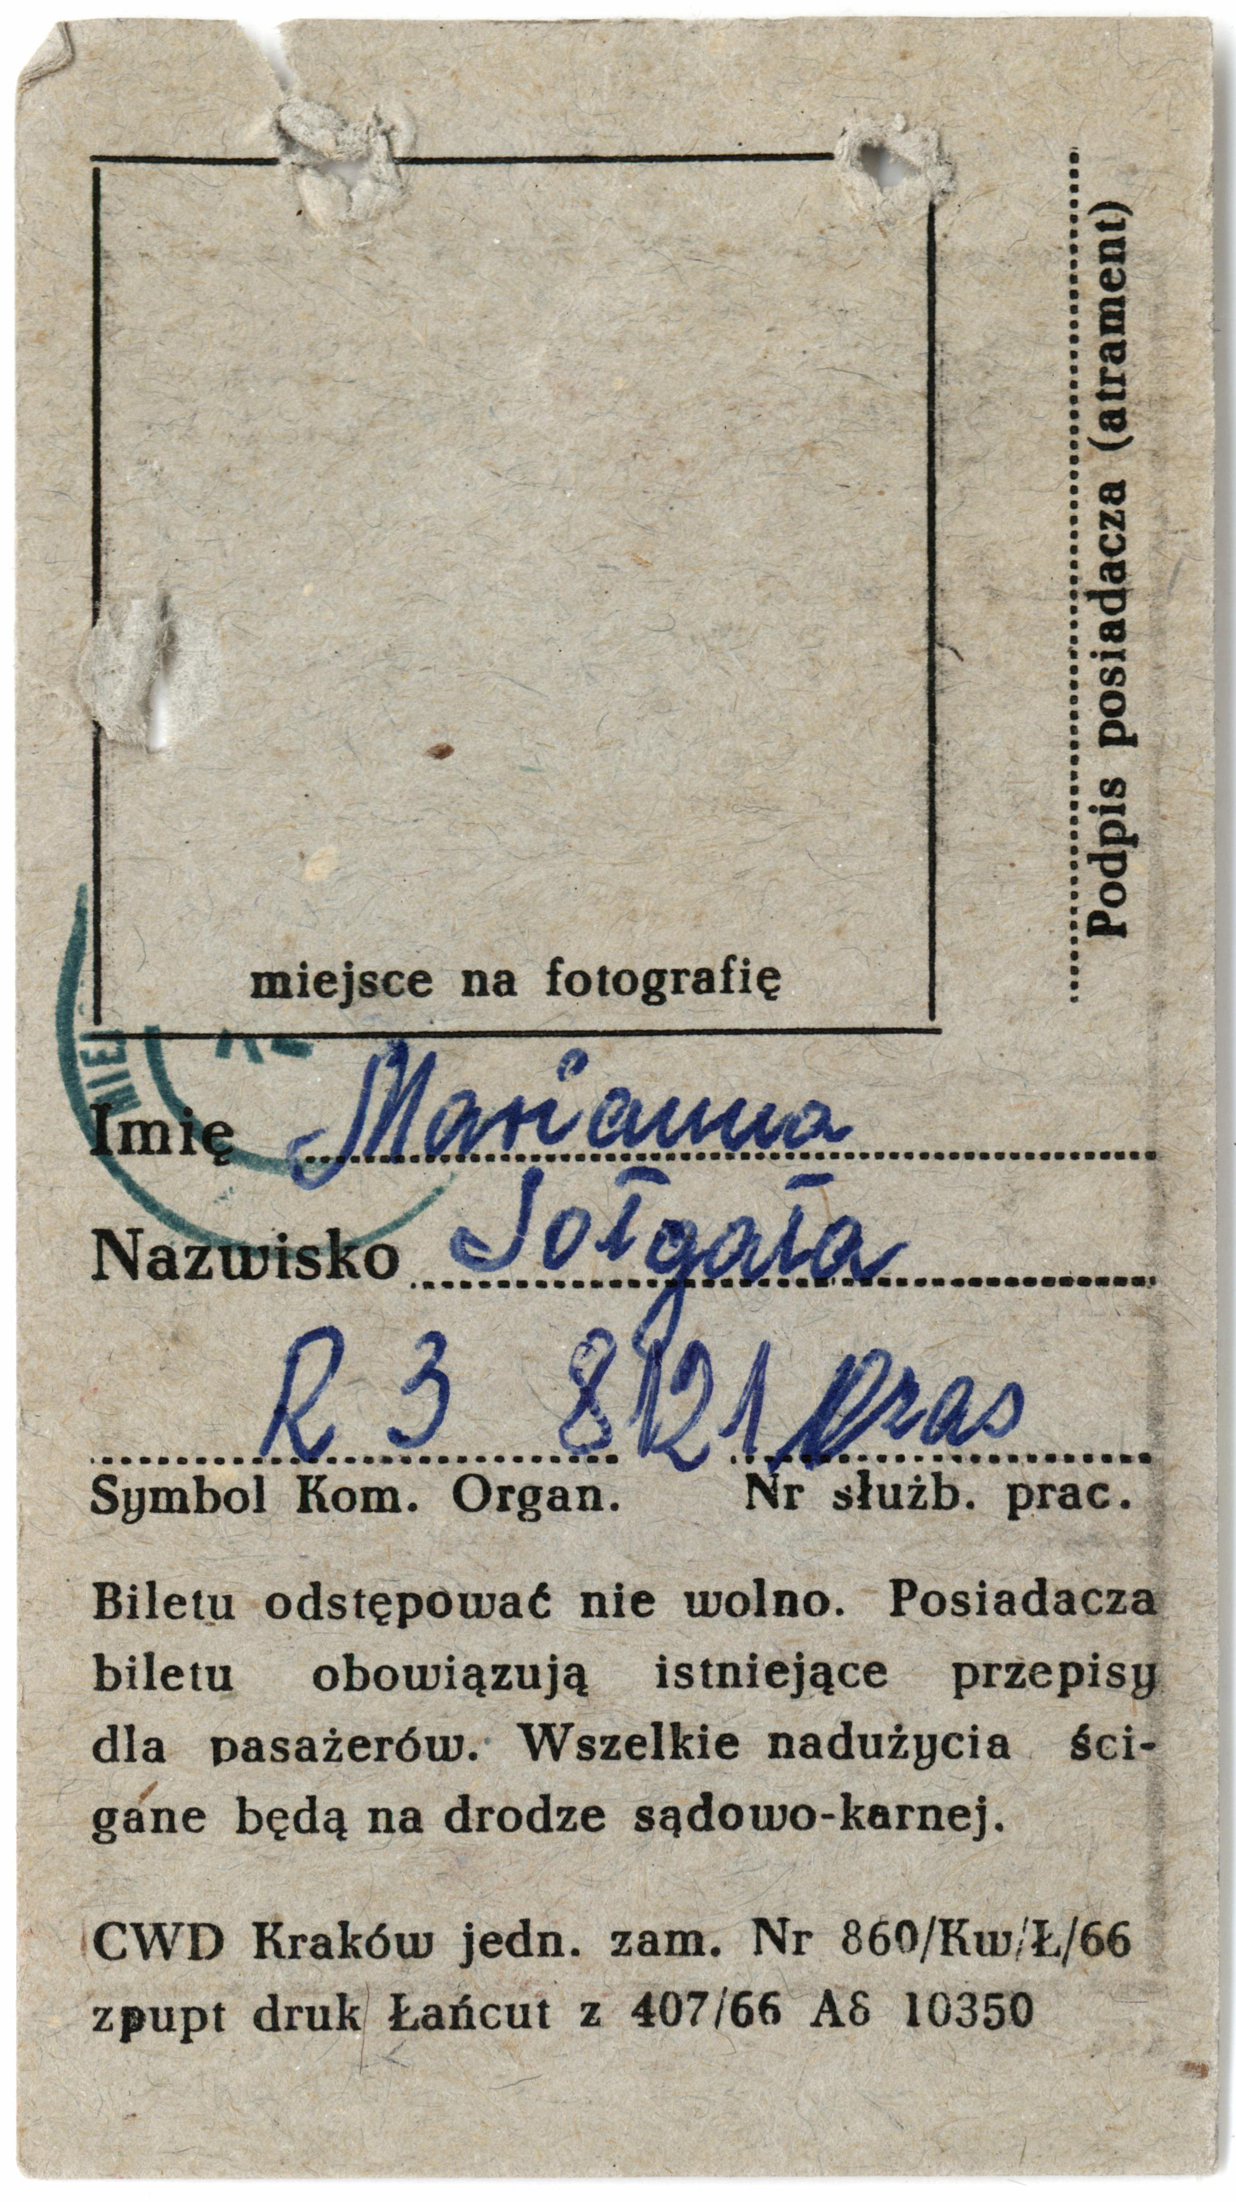 miejsce na fotografię
Podpis posiadacza (atrament)
Imię Marianna
Nazwisko Sołgała
R 3 8121
Symbol Kom. Organ. Nr służb. prac.
Biletu odstępować nie wolno. Posiadacza
biletu obowiązują istniejące przepisy
dla pasażerów. Wszelkie nadużycia ści-
gane będą na drodze sądowo-karnej.
CWD Kraków jedn. zam. Nr 860/Kw/Ł/66
zpupt druk Łańcut z 407/66 A8 10350